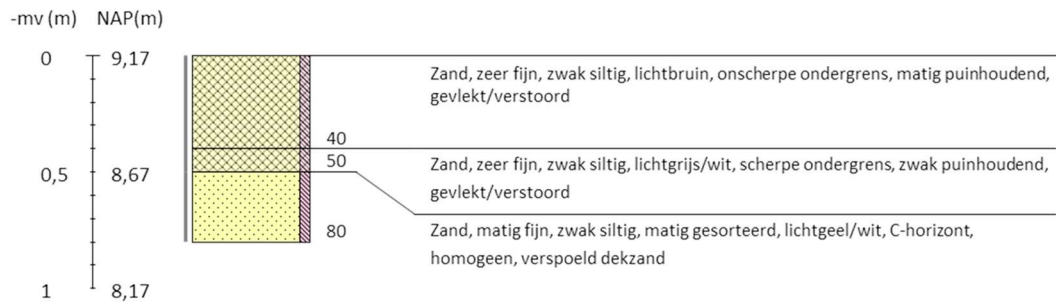 -mv (m) NAP(m)
0 9,17
Zand, zeer fijn, zwak siltig, lichtbruin, onscherpe ondergrens, matig puinhoudend,
gevlekt/verstoord
40
50
Zand, zeer fijn, zwak siltig, lichtgrijs/wit, scherpe ondergrens, zwak puinhoudend,
0,5 8,67
gevlekt/verstoord
80
Zand, matig fijn, zwak siltig, matig gesorteerd, lichtgeel/wit, C-horizont,
homogeen, verspoeld dekzand
1 8,17